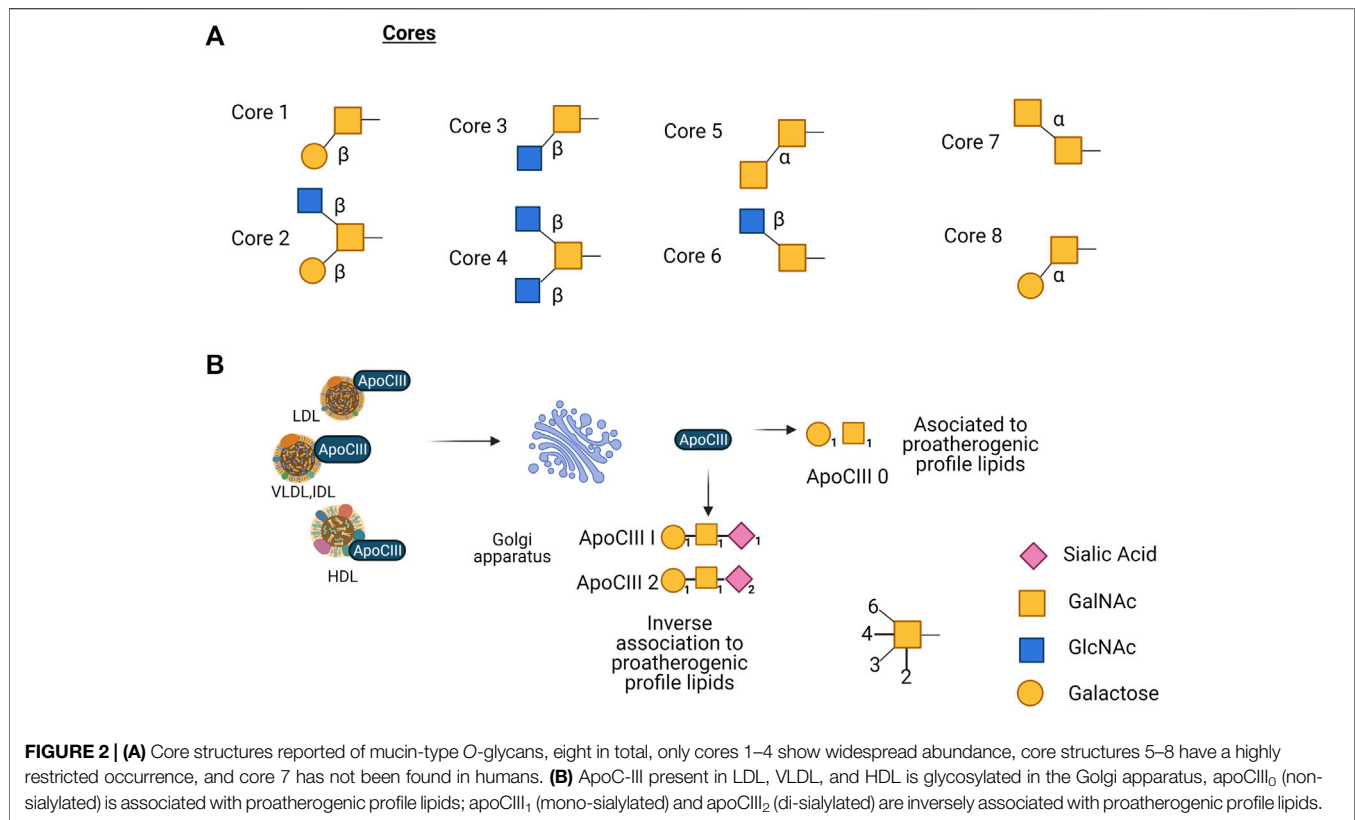 A
Cores
Core 1
β
β
Core 2
β
Core 3
β
β
Core 4
β
Core 5
α
β
Core 6
α
Core 7
Core 8
α
B
ApoCIII
LDL
ApoCIII
VLDL,IDL
ApoCIII
HDL
Golgi
apparatus
ApoCIII
1
1
ApoCIII 0
Asociated to
proatherogenic
profile lipids
ApoCIII I
1
1
1
ApoCIII 2
1
1
2
Inverse
association to
proatherogenic
profile lipids
6
4
3
2
Sialic Acid
GalNAc
GlcNAc
Galactose
FIGURE 2 | (A) Core structures reported of mucin-type O-glycans, eight in total, only cores 1–4 show widespread abundance, core structures 5–8 have a highly
restricted occurrence, and core 7 has not been found in humans. (B) ApoC-III present in LDL, VLDL, and HDL is glycosylated in the Golgi apparatus, apoCIII₀ (non-
sialylated) is associated with proatherogenic profile lipids; apoCIII₁ (mono-sialylated) and apoCIII₂ (di-sialylated) are inversely associated with proatherogenic profile lipids.